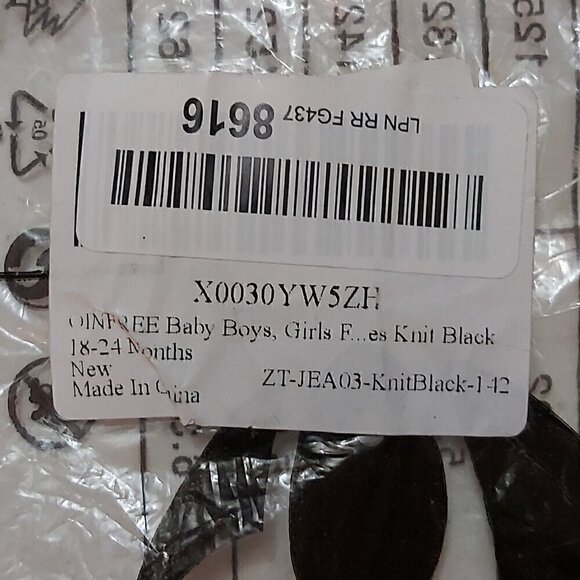 LPN RR FG437 8616
X0030YW5ZH
OINFREE Baby Boys, Girls F...es Knit Black
18-24 Months
New
ZT-JEA03-KnitBlack-142
Made In China